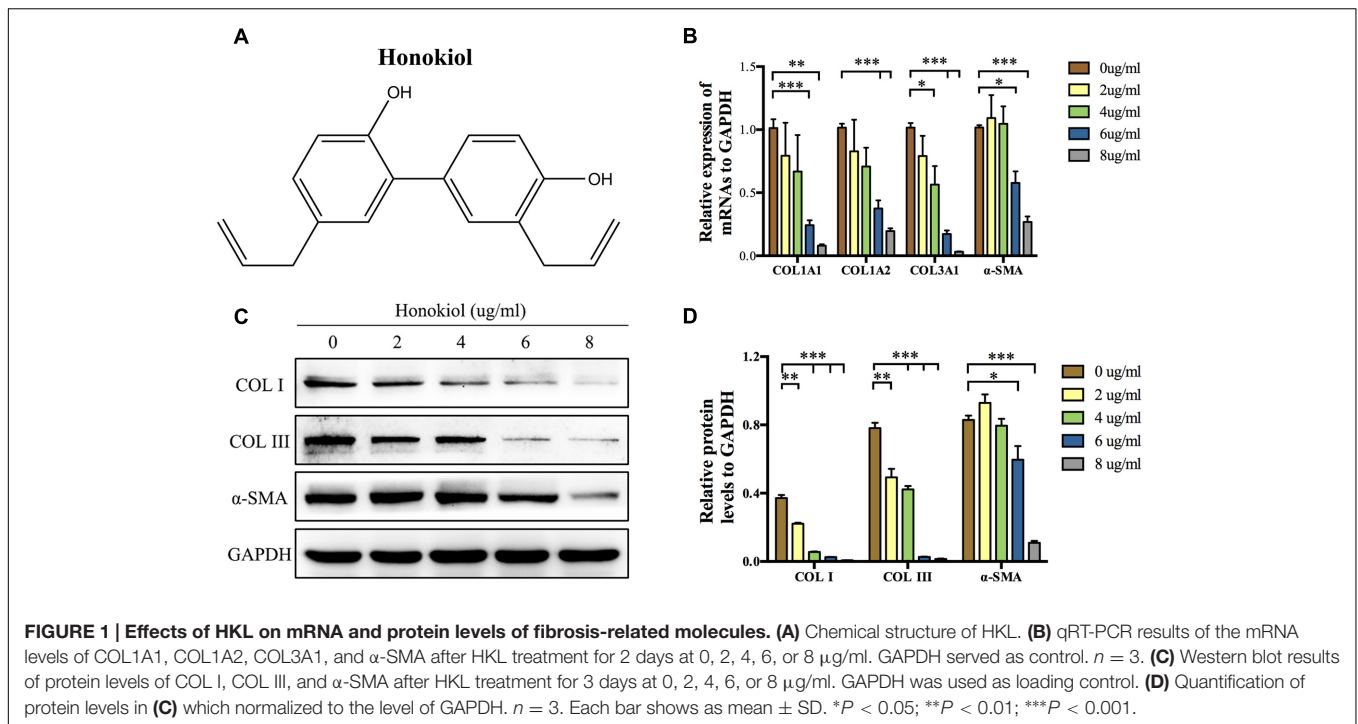 A
Honokiol
OH
OH
B
Relative expression of
mRNAs to GAPDH
1.5
1.0
0.5
0.0
** *** *** ***
*** * *
COL1A1 COL1A2 COL3A1 α-SMA
0ug/ml
2ug/ml
4ug/ml
6ug/ml
8ug/ml
C
Honokiol (ug/ml)
0 2 4 6 8
COL I
COL III
α-SMA
GAPDH
D
Relative protein
levels to GAPDH
1.2
0.8
0.4
0.0
*** *** ***
** ** *
COL I COL III α-SMA
0 ug/ml
2 ug/ml
4 ug/ml
6 ug/ml
8 ug/ml
FIGURE 1 | Effects of HKL on mRNA and protein levels of fibrosis-related molecules. (A) Chemical structure of HKL. (B) qRT-PCR results of the mRNA
levels of COL1A1, COL1A2, COL3A1, and α-SMA after HKL treatment for 2 days at 0, 2, 4, 6, or 8 μg/ml. GAPDH served as control. n = 3. (C) Western blot results
of protein levels of COL I, COL III, and α-SMA after HKL treatment for 3 days at 0, 2, 4, 6, or 8 μg/ml. GAPDH was used as loading control. (D) Quantification of
protein levels in (C) which normalized to the level of GAPDH. n = 3. Each bar shows as mean ± SD. *P < 0.05; **P < 0.01; ***P < 0.001.